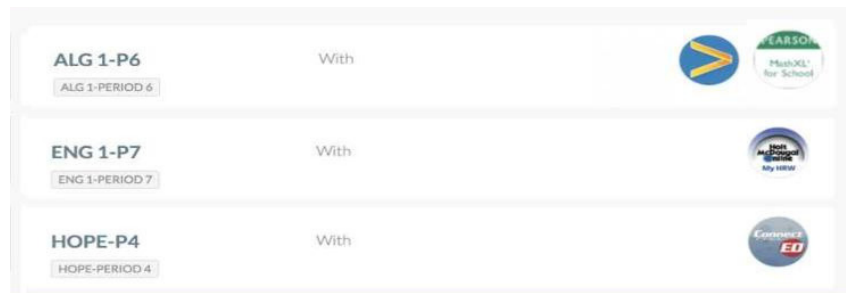 ALG 1-P6 With
ALG 1-PERIOD 6
PEARSON
MathXL®
for School
ENG 1-P7 With
ENG 1-PERIOD 7
Holt
McDougal
Online
My HRW
HOPE-P4 With
HOPE-PERIOD 4
Connect
ED